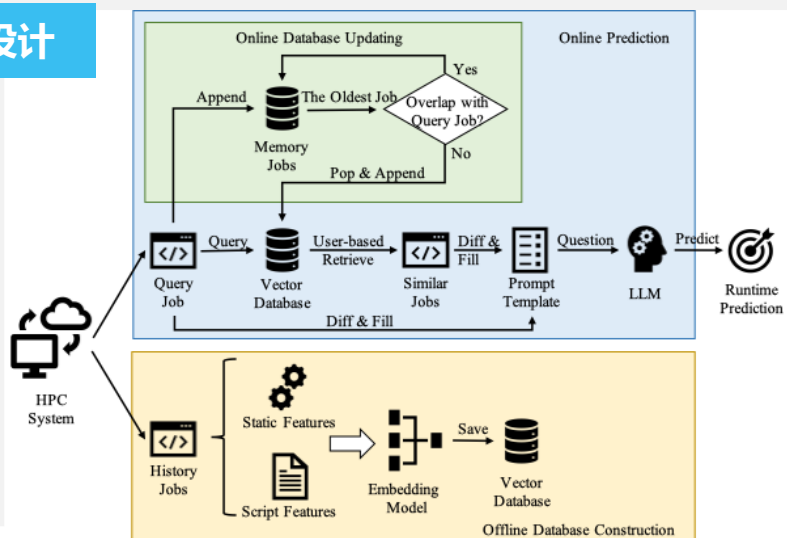 设计
Online Database Updating
Online Prediction
Yes
Append
The Oldest Job
Overlap with
Query Job?
Memory
Jobs
No
Pop & Append
Query
User-based
Retrieve
Diff &
Fill
Question
Predict
Query
Job
Vector
Database
Similar
Jobs
Prompt
Template
LLM
Runtime
Prediction
Diff & Fill
HPC
System
Static Features
History
Jobs
Script Features
Embedding
Model
Save
Vector
Database
Offline Database Construction